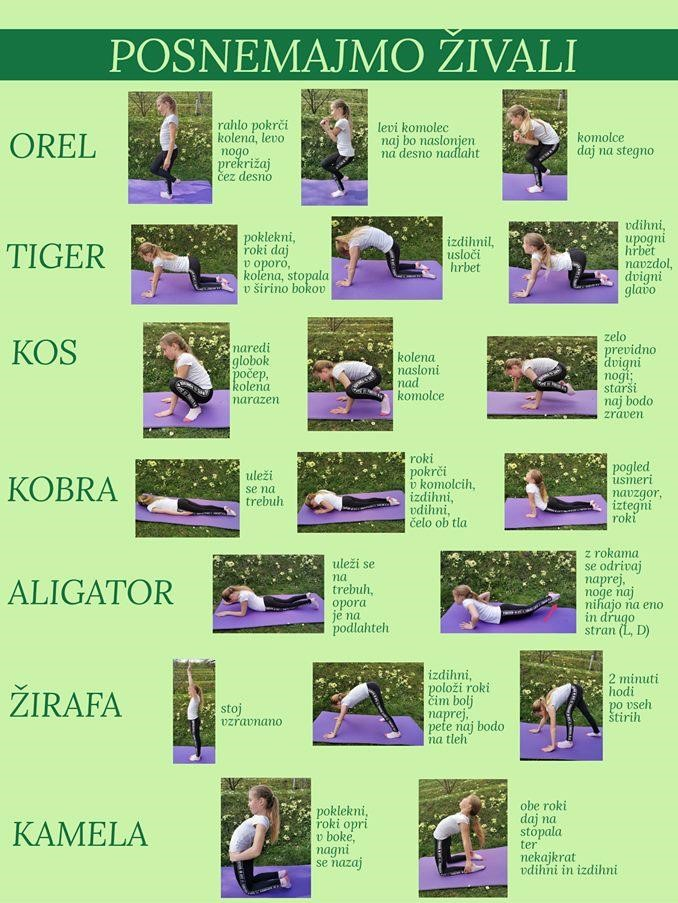 POSNEMAJMO ŽIVALI
OREL
rahlo pokrči
kolena, levo
nogo
prekrižaj
čez desno
levi komolec
naj bo naslonjen
na desno nadlaht
komolce
daj na stegno
TIGER
poklekni,
roki daj
v oporo,
kolena, stopala
v širino bokov
izdihnil,
usloči
hrbet
vdihni,
upogni
hrbet
navzdol,
dvigni
glavo
KOS
naredi
globok
počep,
kolena
narazen
kolena
nasloni
nad
komolce
zelo
previdno
dvigni
nogi;
starši
naj bodo
zraven
KOBRA
uleži
se na
trebuh
roki
pokrči
v komolcih,
izdihni,
vdihni,
čelo ob tla
pogled
usmeri
navzgor,
iztegni
roki
ALIGATOR
uleži se
na
trebuh,
opora
je na
podlahteh
z rokama
se odrivaj
naprej,
noge naj
nihajo na eno
in drugo
stran (L, D)
ŽIRAFA
stoj
vzravnano
izdihni,
položi roki
čim bolj
naprej,
pete naj bodo
na tleh
2 minuti
hodi
po vseh
štirih
KAMELA
poklekni,
roki opri
v boke,
nagni
se nazaj
obe roki
daj na
stopala
ter
nekajkrat
vdihni in izdihni